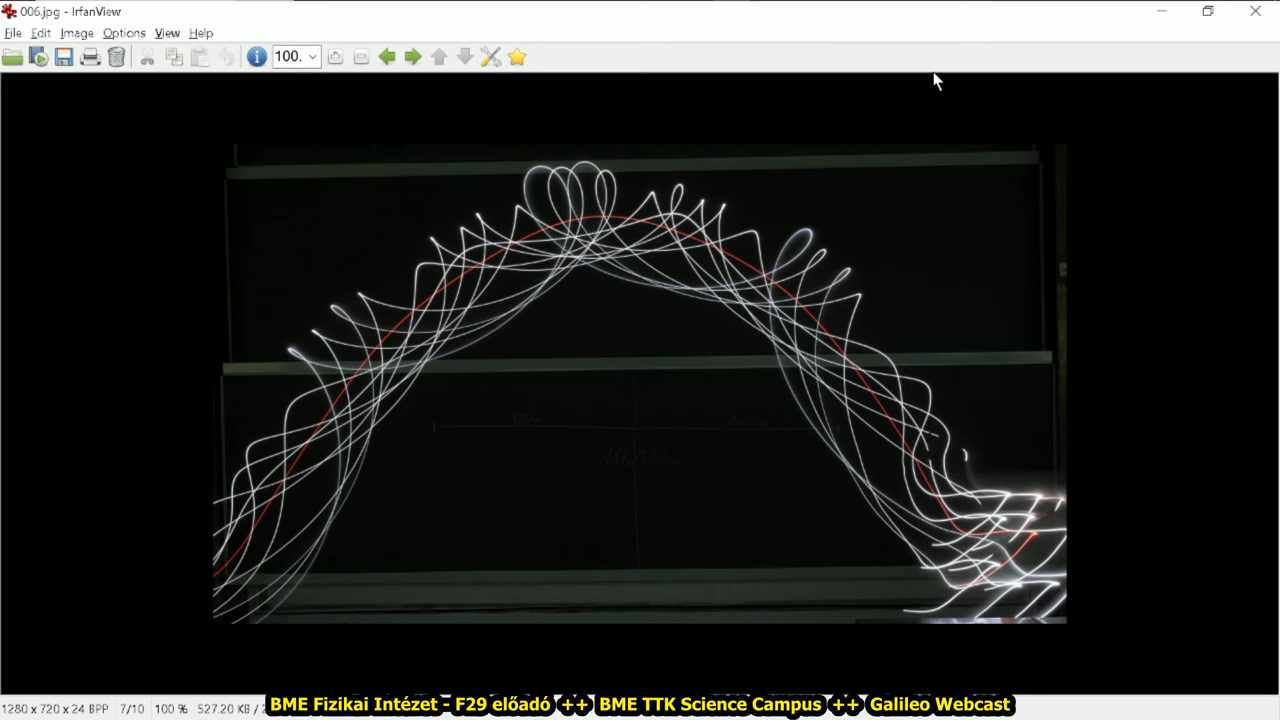 006.jpg - IrfanView
File Edit Image Options View Help
100.
1280 x 720 x 24 BPP 7/10 100 % 527.20 KB / 2
BME Fizikai Intézet - F29 előadó ++ BME TTK Science Campus ++ Galileo Webcast